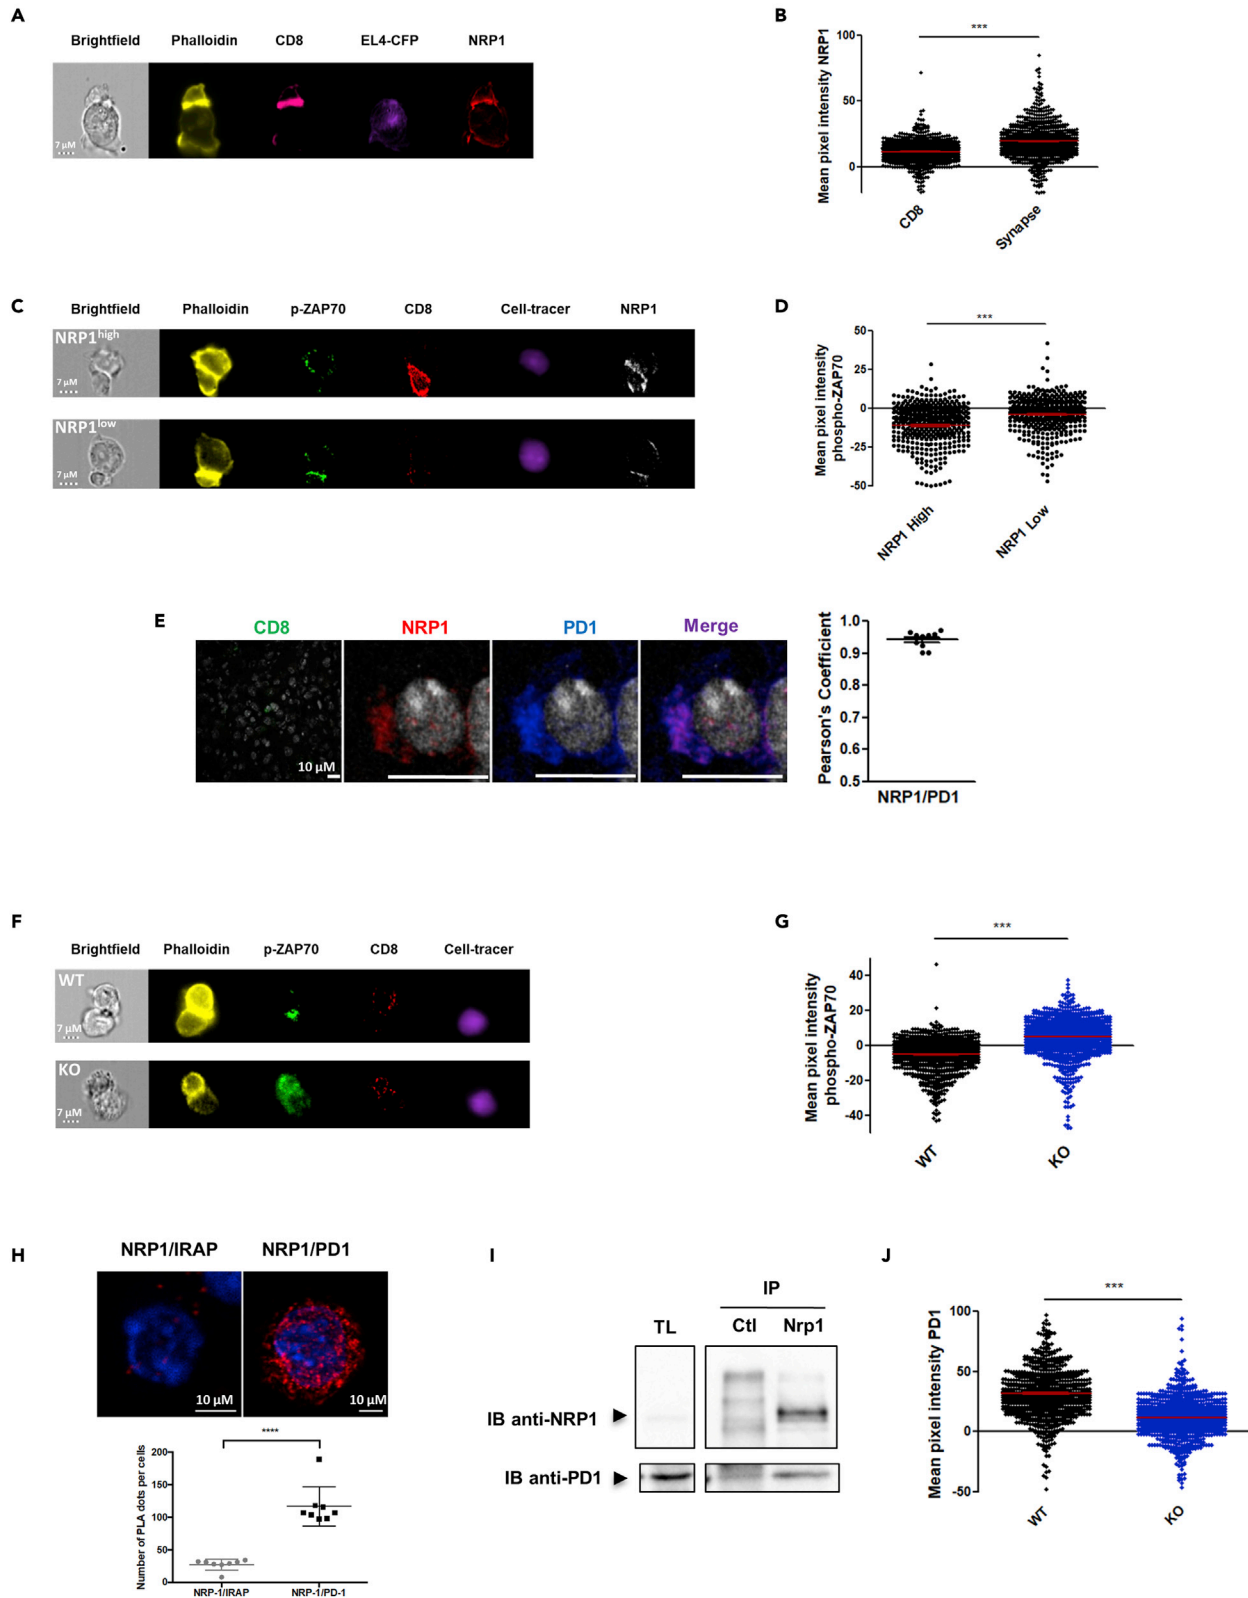 A
Brightfield Phalloidin CD8 EL4-CFP NRP1
7 µM
B
***
Mean pixel intensity NRP1
100
50
0
CD8
Synapse
C
Brightfield Phalloidin p-ZAP70 CD8 Cell-tracer NRP1
NRP1high
7 µM
NRP1low
7 µM
D
***
Mean pixel intensity
phospho-ZAP70
50
25
0
-25
-50
NRP1 High
NRP1 Low
E
CD8 NRP1 PD1 Merge
10 µM
Pearson's Coefficient
1.0
0.9
0.8
0.7
0.6
0.5
NRP1/PD1
F
Brightfield Phalloidin p-ZAP70 CD8 Cell-tracer
WT
7 µM
KO
7 µM
G
***
Mean pixel intensity
phospho-ZAP70
40
20
0
-20
-40
WT
KO
H
NRP1/IRAP NRP1/PD1
10 µM 10 µM
****
Number of PLA dots per cells
200
150
100
50
0
NRP-1/IRAP NRP-1/PD-1
I
IP
TL Ctl Nrp1
IB anti-NRP1
IB anti-PD1
J
***
Mean pixel intensity PD1
100
50
0
-50
WT
KO